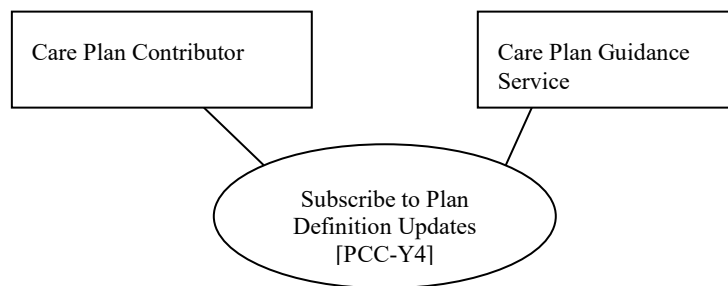 Care Plan Contributor
Care Plan Guidance
Service
Subscribe to Plan
Definition Updates
[PCC-Y4]